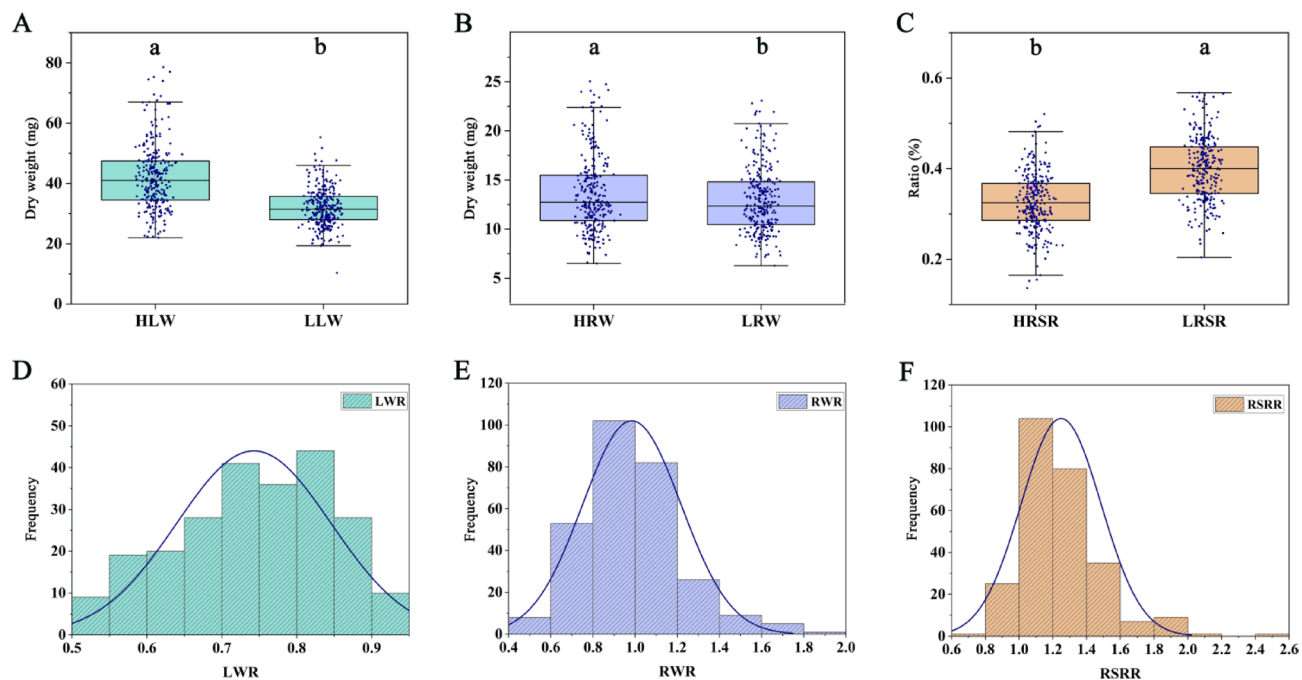 A
a
b
80
60
40
20
0
Dry weight (mg)
HLW
LLW
B
a
b
25
20
15
10
5
Dry weight (mg)
HRW
LRW
C
b
a
0.6
0.4
0.2
Ratio (%)
HRSR
LRSR
D
60
50
40
30
20
10
0
Frequency
LWR
0.5
0.6
0.7
0.8
0.9
LWR
E
120
100
80
60
40
20
0
Frequency
RWR
0.4
0.6
0.8
1.0
1.2
1.4
1.6
1.8
2.0
RWR
F
120
100
80
60
40
20
0
Frequency
RSRR
0.6
0.8
1.0
1.2
1.4
1.6
1.8
2.0
2.2
2.4
2.6
RSRR